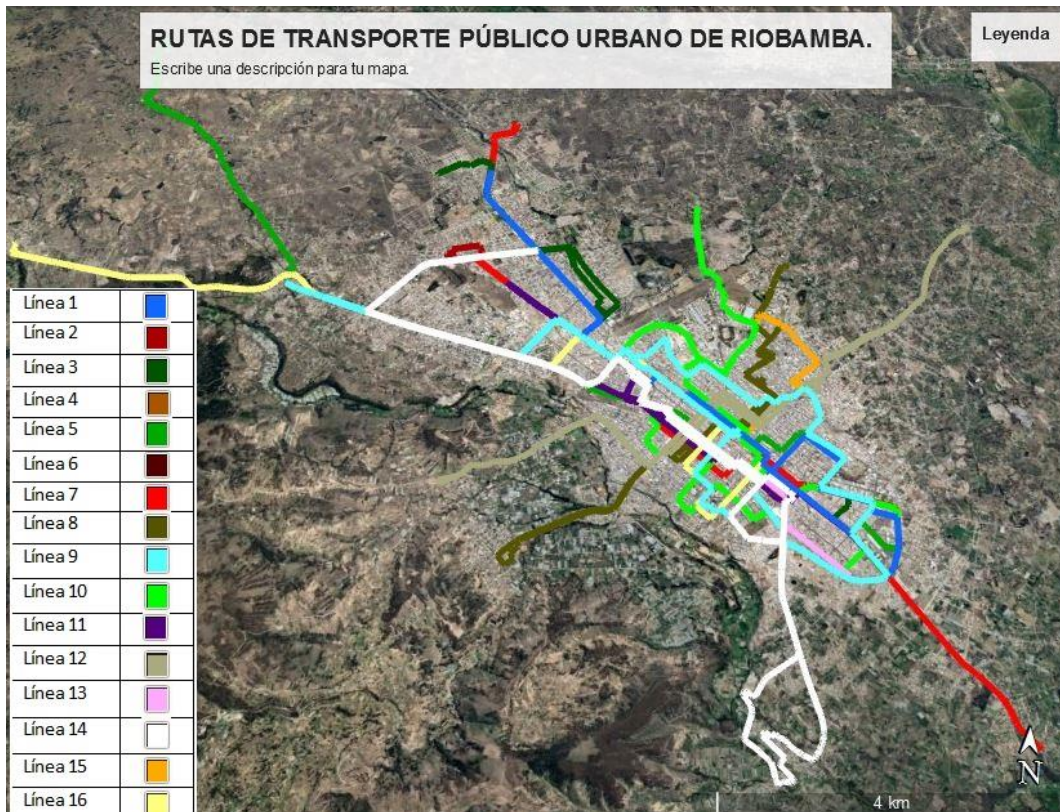 RUTAS DE TRANSPORTE PÚBLICO URBANO DE RIOBAMBA.
Escribe una descripción para tu mapa.
Leyenda
Línea 1
Línea 2
Línea 3
Línea 4
Línea 5
Línea 6
Línea 7
Línea 8
Línea 9
Línea 10
Línea 11
Línea 12
Línea 13
Línea 14
Línea 15
Línea 16
N
4 km